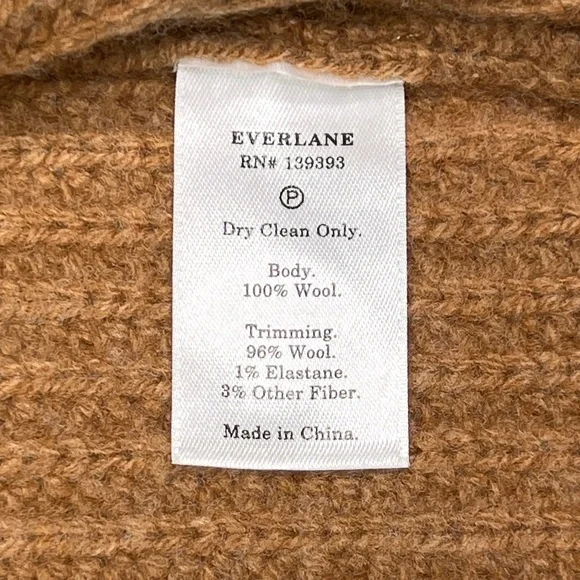 EVERLANE
RN# 139393
Ⓟ
Dry Clean Only.
Body.
100% Wool.
Trimming.
96% Wool.
1% Elastane.
3% Other Fiber.
Made in China.